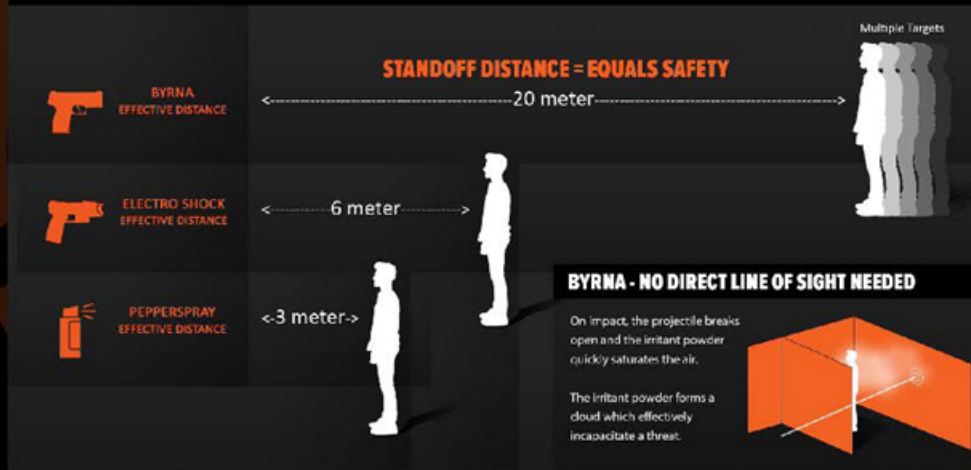 Multiple Targets
STANDOFF DISTANCE = EQUALS SAFETY
BYRNA
EFFECTIVE DISTANCE
20 meter
ELECTRO SHOCK
EFFECTIVE DISTANCE
6 meter
PEPPERSPRAY
EFFECTIVE DISTANCE
3 meter
BYRNA - NO DIRECT LINE OF SIGHT NEEDED
On impact, the projectile breaks
open and the irritant powder
quickly saturates the air.
The irritant powder forms a
cloud which effectively
incapacitate a threat.